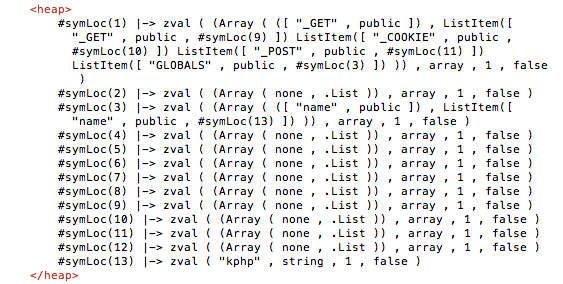 <heap>
#symLoc(1) |-> zval ( (Array ( ([ "_GET" , public ]) , ListItem([
"_GET" , public , #symLoc(9) ]) ListItem([ "_COOKIE" , public ,
#symLoc(10) ]) ListItem([ "_POST" , public , #symLoc(11) ])
ListItem([ "GLOBALS" , public , #symLoc(3) ]) )) , array , 1 , false
)
#symLoc(2) |-> zval ( (Array ( none , .List )) , array , 1 , false )
#symLoc(3) |-> zval ( (Array ( ([ "name" , public ]) , ListItem([
"name" , public , #symLoc(13) ]) )) , array , 1 , false )
#symLoc(4) |-> zval ( (Array ( none , .List )) , array , 1 , false )
#symLoc(5) |-> zval ( (Array ( none , .List )) , array , 1 , false )
#symLoc(6) |-> zval ( (Array ( none , .List )) , array , 1 , false )
#symLoc(7) |-> zval ( (Array ( none , .List )) , array , 1 , false )
#symLoc(8) |-> zval ( (Array ( none , .List )) , array , 1 , false )
#symLoc(9) |-> zval ( (Array ( none , .List )) , array , 1 , false )
#symLoc(10) |-> zval ( (Array ( none , .List )) , array , 1 , false )
#symLoc(11) |-> zval ( (Array ( none , .List )) , array , 1 , false )
#symLoc(12) |-> zval ( (Array ( none , .List )) , array , 1 , false )
#symLoc(13) |-> zval ( "kphp" , string , 1 , false )
</heap>